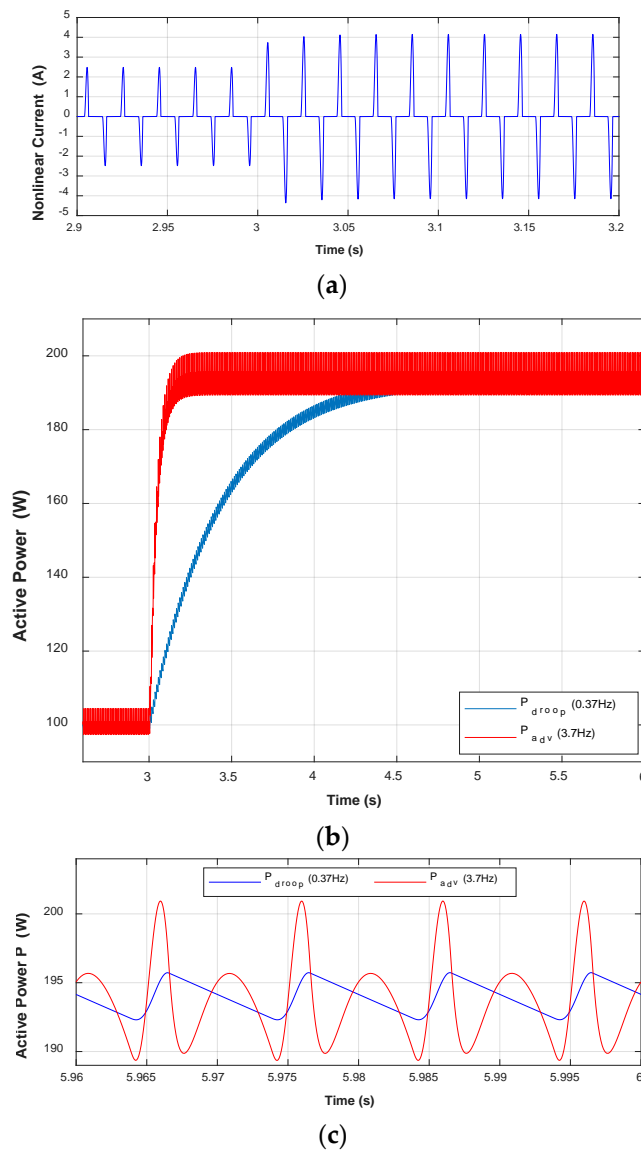 5
4
3
2
1
0
-1
-2
-3
-4
-5
Nonlinear Current (A)
2.9 2.95 3 3.05 3.1 3.15 3.2
Time (s)
(a)
200
180
160
140
120
100
Active Power (W)
P droop (0.37Hz)
P adv (3.7Hz)
3 3.5 4 4.5 5 5.5 6
Time (s)
(b)
P droop (0.37Hz) P adv (3.7Hz)
200
195
190
Active Power P (W)
5.96 5.965 5.97 5.975 5.98 5.985 5.99 5.995 6
Time (s)
(c)